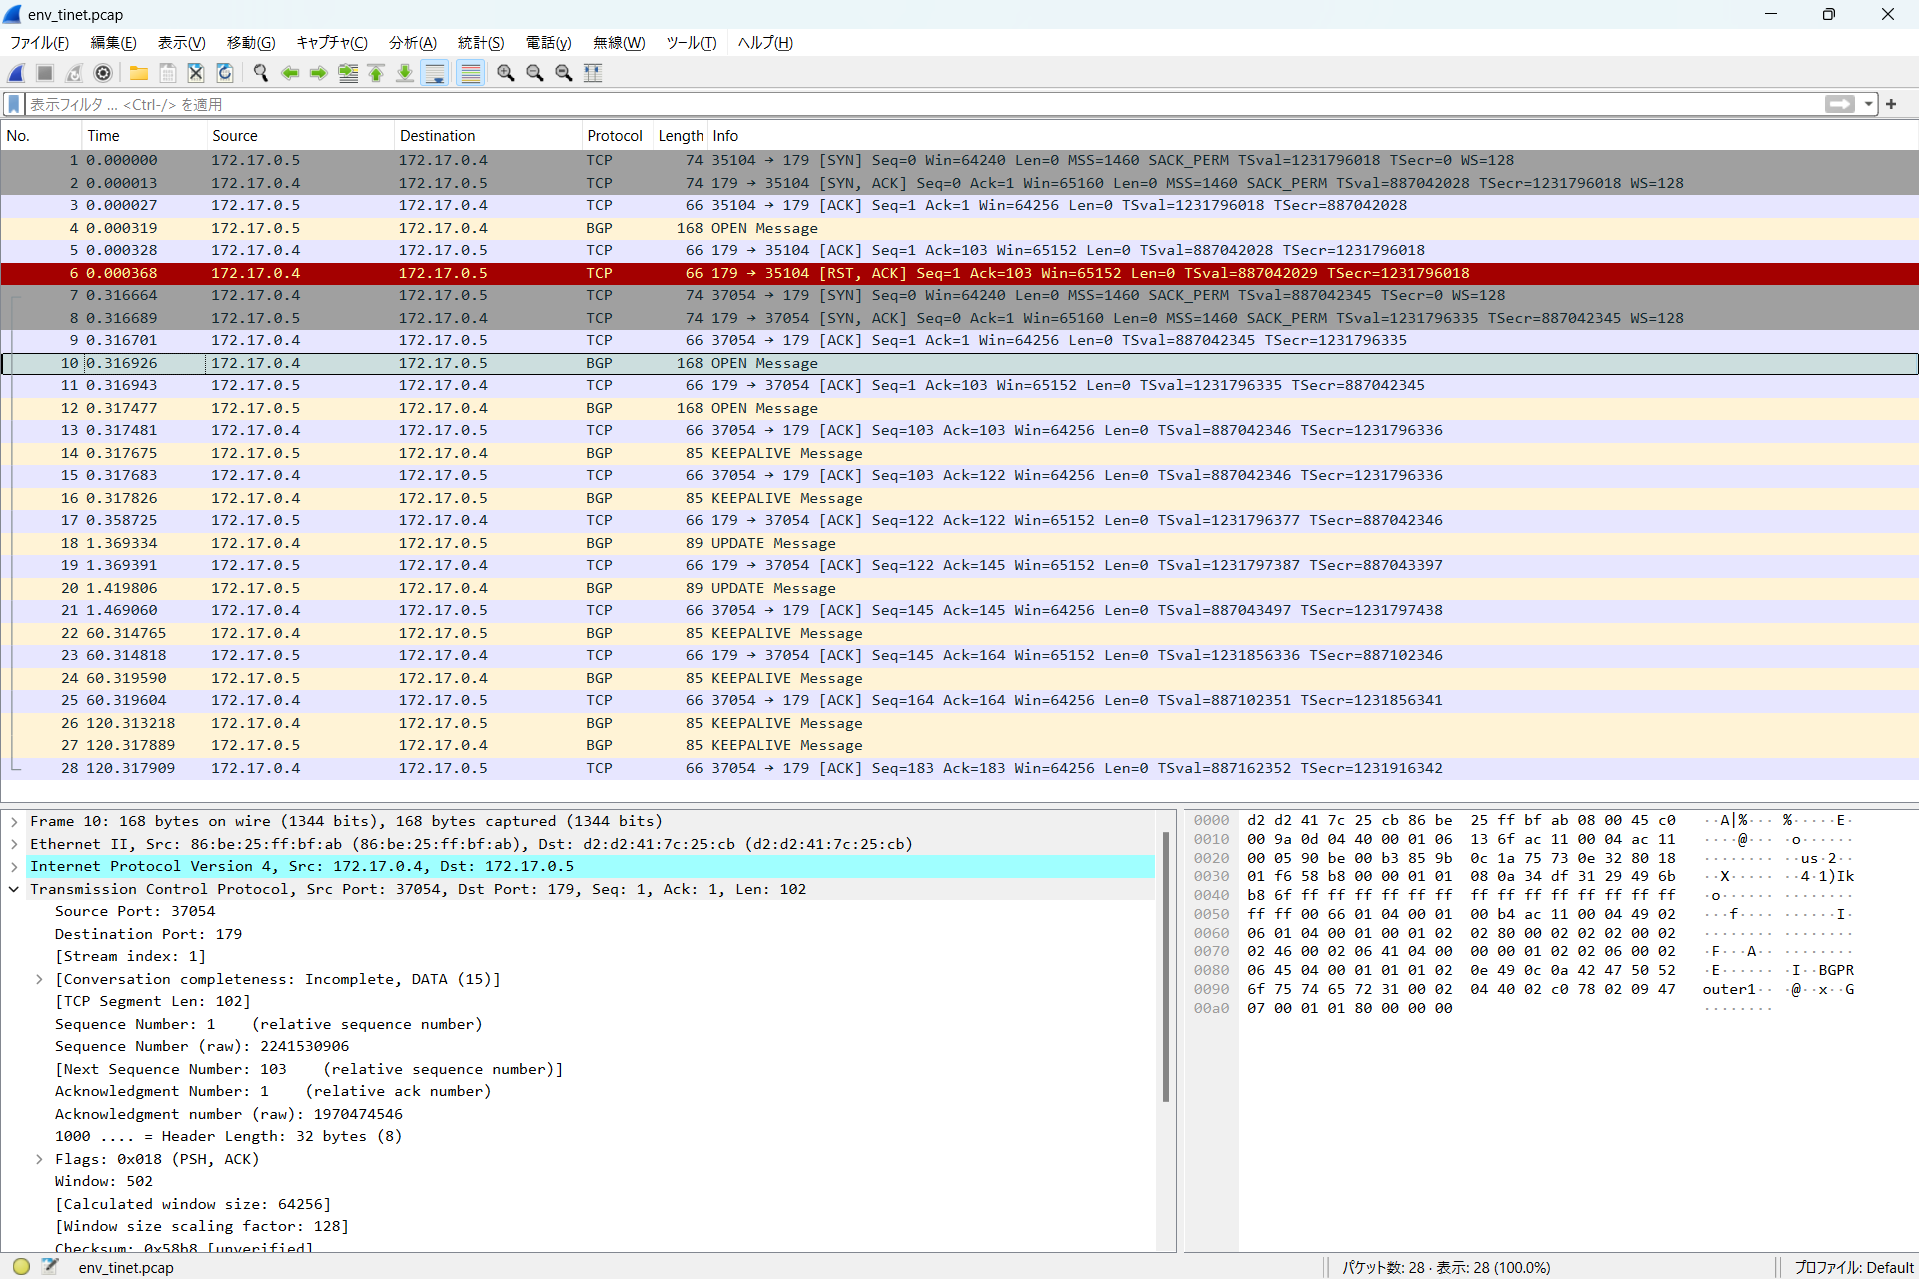 env_tinet.pcap
ファイル(F) 編集(E) 表示(V) 移動(G) キャプチャ(C) 分析(A) 統計(S) 電話(y) 無線(W) ツール(T) ヘルプ(H)
表示フィルタ ... <Ctrl-/> を適用
No. Time Source Destination Protocol Length Info
1 0.000000 172.17.0.5 172.17.0.4 TCP 74 35104 → 179 [SYN] Seq=0 Win=64240 Len=0 MSS=1460 SACK_PERM TSval=1231796018 TSecr=0 WS=128
2 0.000013 172.17.0.4 172.17.0.5 TCP 74 179 → 35104 [SYN, ACK] Seq=0 Ack=1 Win=65160 Len=0 MSS=1460 SACK_PERM TSval=887042028 TSecr=1231796018 WS=128
3 0.000027 172.17.0.5 172.17.0.4 TCP 66 35104 → 179 [ACK] Seq=1 Ack=1 Win=64256 Len=0 TSval=1231796018 TSecr=887042028
4 0.000319 172.17.0.5 172.17.0.4 BGP 168 OPEN Message
5 0.000328 172.17.0.4 172.17.0.5 TCP 66 179 → 35104 [ACK] Seq=1 Ack=103 Win=65152 Len=0 TSval=887042028 TSecr=1231796018
6 0.000368 172.17.0.4 172.17.0.5 TCP 66 179 → 35104 [RST, ACK] Seq=1 Ack=103 Win=65152 Len=0 TSval=887042029 TSecr=1231796018
7 0.316664 172.17.0.4 172.17.0.5 TCP 74 37054 → 179 [SYN] Seq=0 Win=64240 Len=0 MSS=1460 SACK_PERM TSval=887042345 TSecr=0 WS=128
8 0.316689 172.17.0.5 172.17.0.4 TCP 74 179 → 37054 [SYN, ACK] Seq=0 Ack=1 Win=65160 Len=0 MSS=1460 SACK_PERM TSval=1231796335 TSecr=887042345 WS=128
9 0.316701 172.17.0.4 172.17.0.5 TCP 66 37054 → 179 [ACK] Seq=1 Ack=1 Win=64256 Len=0 TSval=887042345 TSecr=1231796335
10 0.316926 172.17.0.4 172.17.0.5 BGP 168 OPEN Message
11 0.316943 172.17.0.5 172.17.0.4 TCP 66 179 → 37054 [ACK] Seq=1 Ack=103 Win=65152 Len=0 TSval=1231796335 TSecr=887042345
12 0.317477 172.17.0.5 172.17.0.4 BGP 168 OPEN Message
13 0.317481 172.17.0.4 172.17.0.5 TCP 66 37054 → 179 [ACK] Seq=103 Ack=103 Win=64256 Len=0 TSval=887042346 TSecr=1231796336
14 0.317675 172.17.0.5 172.17.0.4 BGP 85 KEEPALIVE Message
15 0.317683 172.17.0.4 172.17.0.5 TCP 66 37054 → 179 [ACK] Seq=103 Ack=122 Win=64256 Len=0 TSval=887042346 TSecr=1231796336
16 0.317826 172.17.0.4 172.17.0.5 BGP 85 KEEPALIVE Message
17 0.358725 172.17.0.5 172.17.0.4 TCP 66 179 → 37054 [ACK] Seq=122 Ack=122 Win=65152 Len=0 TSval=1231796377 TSecr=887042346
18 1.369334 172.17.0.4 172.17.0.5 BGP 89 UPDATE Message
19 1.369391 172.17.0.5 172.17.0.4 TCP 66 179 → 37054 [ACK] Seq=122 Ack=145 Win=65152 Len=0 TSval=1231797387 TSecr=887043397
20 1.419806 172.17.0.5 172.17.0.4 BGP 89 UPDATE Message
21 1.469060 172.17.0.4 172.17.0.5 TCP 66 37054 → 179 [ACK] Seq=145 Ack=145 Win=64256 Len=0 TSval=887043497 TSecr=1231797438
22 60.314765 172.17.0.4 172.17.0.5 BGP 85 KEEPALIVE Message
23 60.314818 172.17.0.5 172.17.0.4 TCP 66 179 → 37054 [ACK] Seq=145 Ack=164 Win=65152 Len=0 TSval=1231856336 TSecr=887102346
24 60.319590 172.17.0.5 172.17.0.4 BGP 85 KEEPALIVE Message
25 60.319604 172.17.0.4 172.17.0.5 TCP 66 37054 → 179 [ACK] Seq=164 Ack=164 Win=64256 Len=0 TSval=887102351 TSecr=1231856341
26 120.313218 172.17.0.4 172.17.0.5 BGP 85 KEEPALIVE Message
27 120.317889 172.17.0.5 172.17.0.4 BGP 85 KEEPALIVE Message
28 120.317909 172.17.0.4 172.17.0.5 TCP 66 37054 → 179 [ACK] Seq=183 Ack=183 Win=64256 Len=0 TSval=887162352 TSecr=1231916342
Frame 10: 168 bytes on wire (1344 bits), 168 bytes captured (1344 bits)
Ethernet II, Src: 86:be:25:ff:bf:ab (86:be:25:ff:bf:ab), Dst: d2:d2:41:7c:25:cb (d2:d2:41:7c:25:cb)
Internet Protocol Version 4, Src: 172.17.0.4, Dst: 172.17.0.5
Transmission Control Protocol, Src Port: 37054, Dst Port: 179, Seq: 1, Ack: 1, Len: 102
Source Port: 37054
Destination Port: 179
[Stream index: 1]
[Conversation completeness: Incomplete, DATA (15)]
[TCP Segment Len: 102]
Sequence Number: 1 (relative sequence number)
Sequence Number (raw): 2241530906
[Next Sequence Number: 103 (relative sequence number)]
Acknowledgment Number: 1 (relative ack number)
Acknowledgment number (raw): 1970474546
1000 .... = Header Length: 32 bytes (8)
Flags: 0x018 (PSH, ACK)
Window: 502
[Calculated window size: 64256]
[Window size scaling factor: 128]
Checksum: 0x58b8 [unverified]
0000 d2 d2 41 7c 25 cb 86 be 25 ff bf ab 08 00 45 c0 ··A|%··· %·····E·
0010 00 9a 0d 04 40 00 01 06 13 6f ac 11 00 04 ac 11 ····@··· ·o······
0020 00 05 90 be 00 b3 85 9b 0c 1a 75 73 0e 32 80 18 ········ ··us·2··
0030 01 f6 58 b8 00 00 01 01 08 0a 34 df 31 29 49 6b ··X····· ··4·1)Ik
0040 b8 6f ff ff ff ff ff ff ff ff ff ff ff ff ff ff ·o······ ········
0050 ff ff 00 66 01 04 00 01 00 b4 ac 11 00 04 49 02 ···f···· ······I·
0060 06 01 04 00 01 00 01 02 02 80 00 02 02 02 00 02 ········ ········
0070 02 46 00 02 06 41 04 00 00 00 01 02 02 06 00 02 ·F···A·· ········
0080 06 45 04 00 01 01 01 02 0e 49 0c 0a 42 47 50 52 ·E······ ·I··BGPR
0090 6f 75 74 65 72 31 00 02 04 40 02 c0 78 02 09 47 outer1·· ·@··x··G
00a0 07 00 01 01 80 00 00 00 ········
env_tinet.pcap パケット数: 28 · 表示: 28 (100.0%) プロファイル: Default